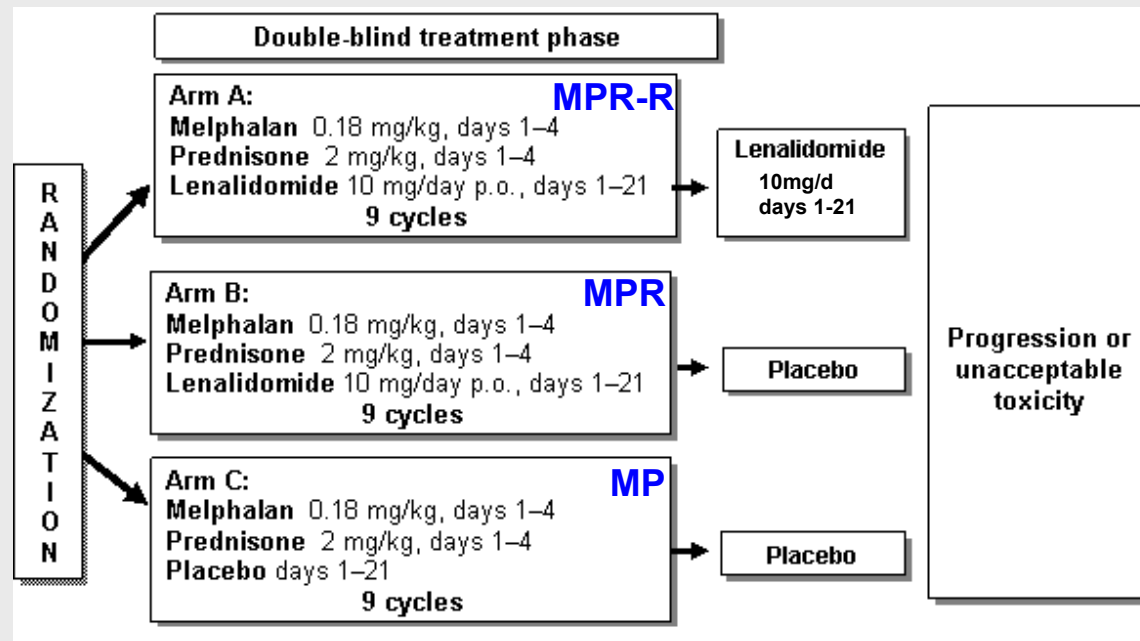 Double-blind treatment phase
RANDOMIZATION
Arm A: MPR-R
Melphalan 0.18 mg/kg, days 1–4
Prednisone 2 mg/kg, days 1–4
Lenalidomide 10 mg/day p.o., days 1–21
9 cycles
Lenalidomide
10mg/d
days 1-21
Arm B: MPR
Melphalan 0.18 mg/kg, days 1–4
Prednisone 2 mg/kg, days 1–4
Lenalidomide 10 mg/day p.o., days 1–21
9 cycles
Placebo
Arm C: MP
Melphalan 0.18 mg/kg, days 1–4
Prednisone 2 mg/kg, days 1–4
Placebo days 1–21
9 cycles
Placebo
Progression or
unacceptable
toxicity